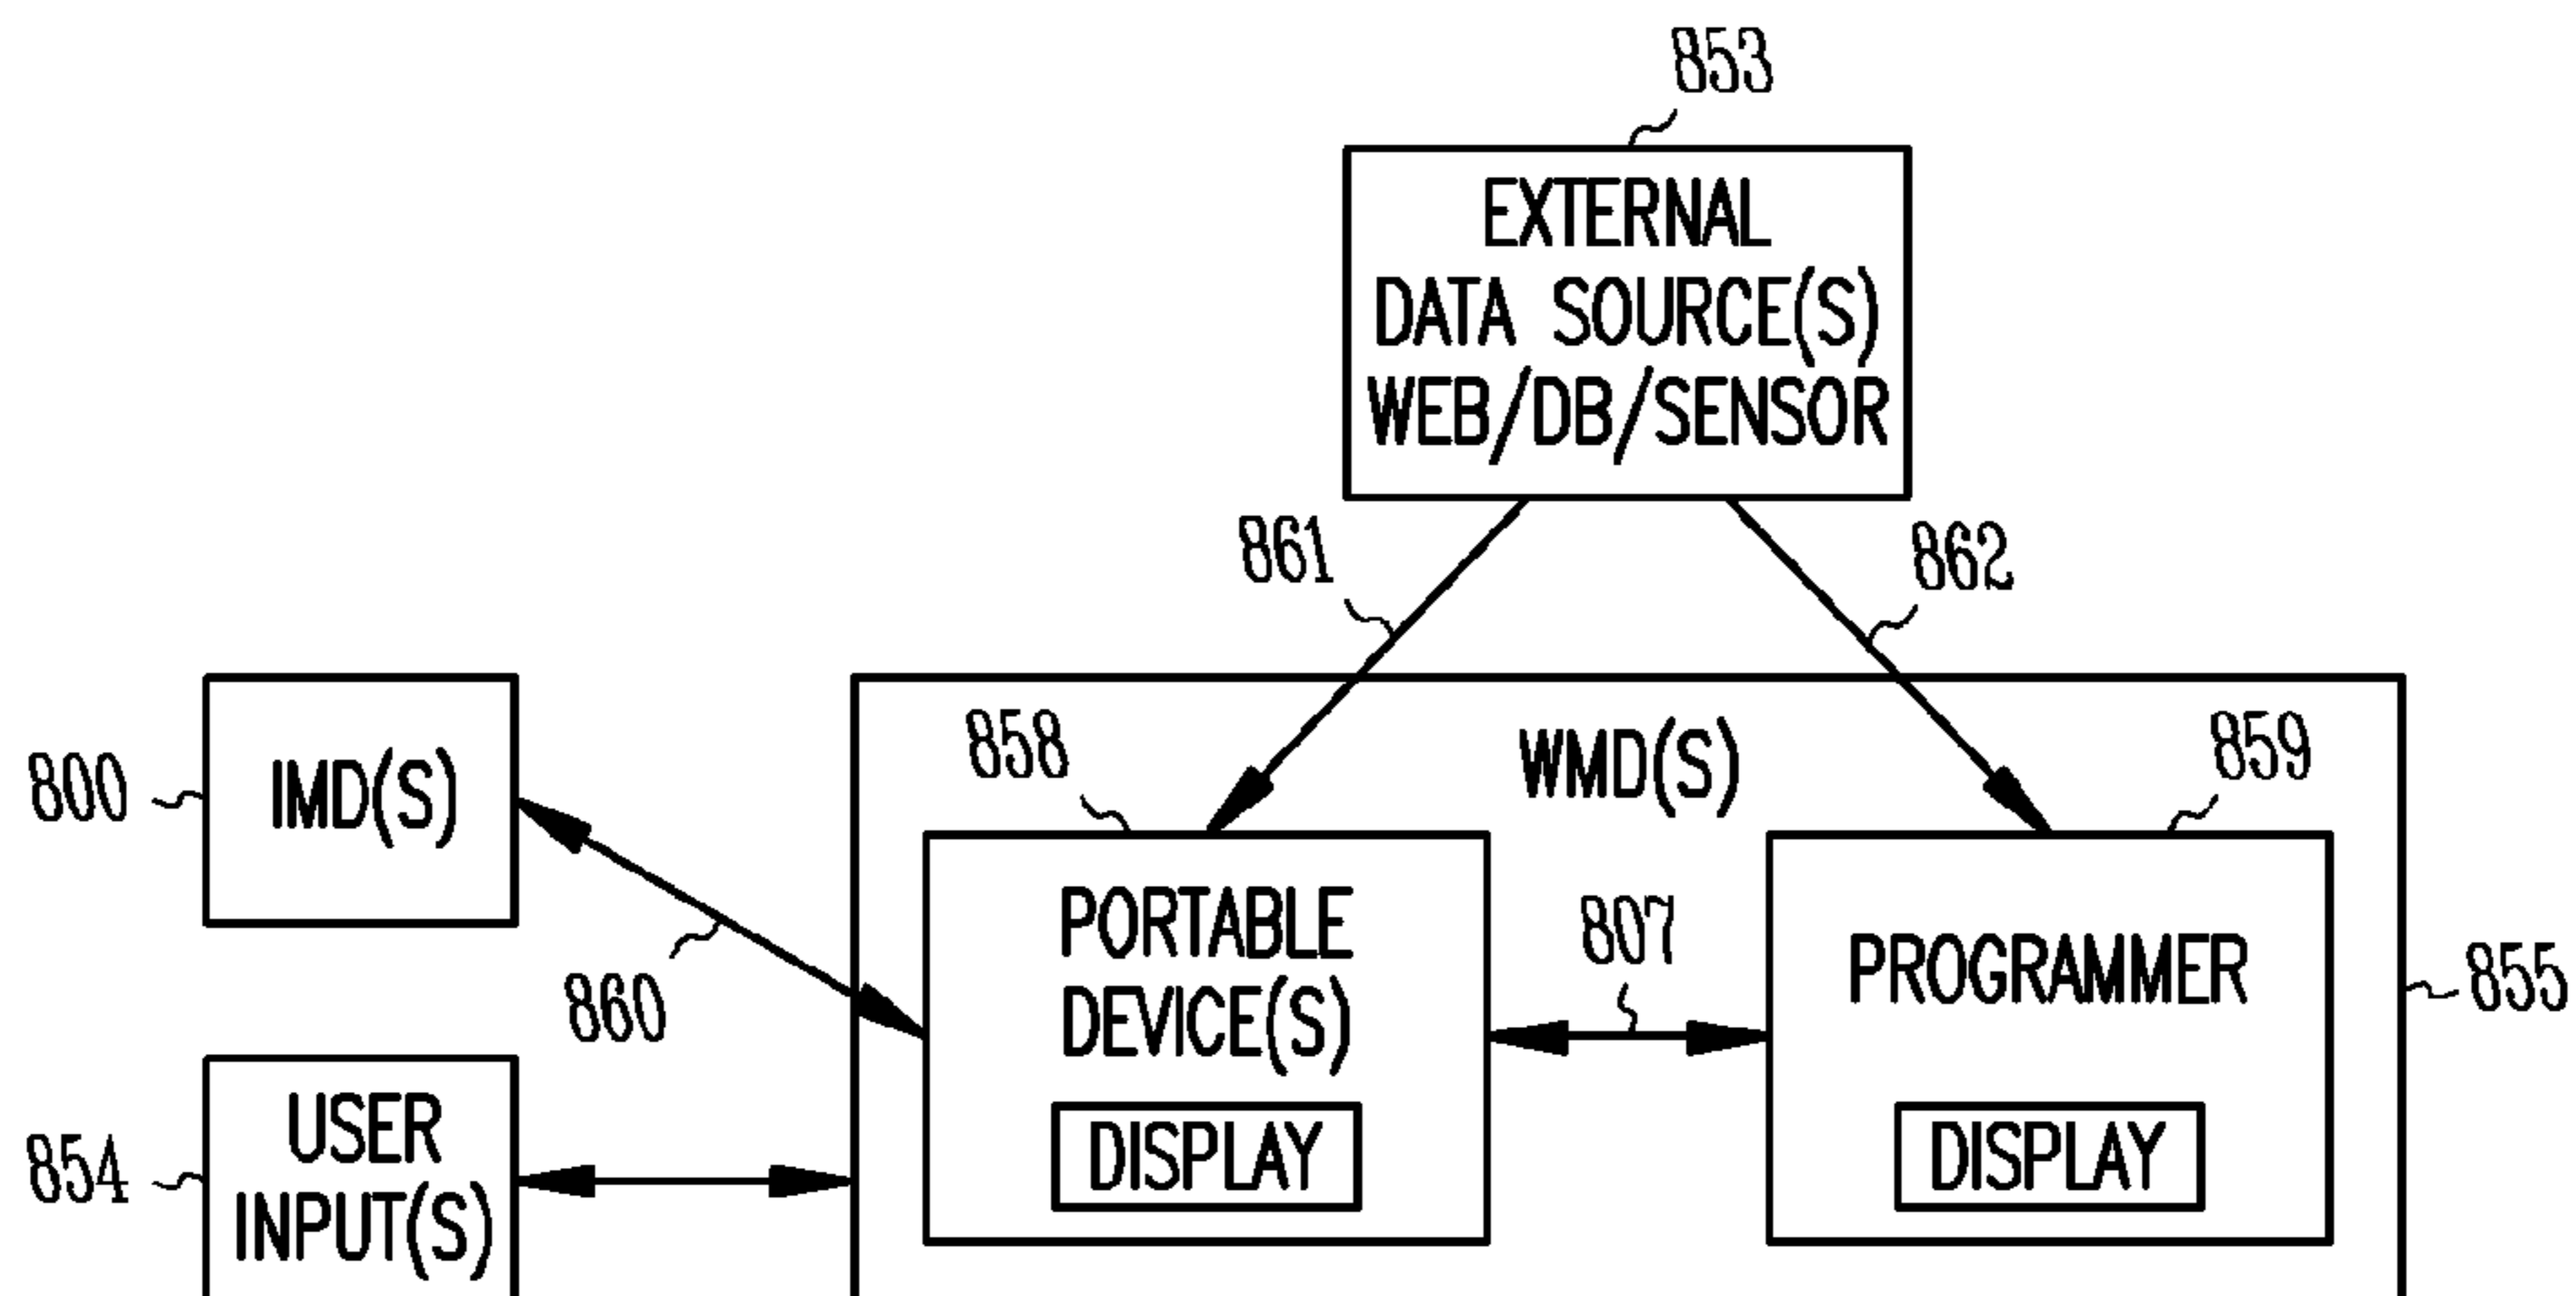 853
EXTERNAL
DATA SOURCE(S)
WEB/DB/SENSOR
861
862
800
IMD(S)
858
WMD(S)
859
860
PORTABLE
DEVICE(S)
DISPLAY
807
PROGRAMMER
DISPLAY
855
854
USER
INPUT(S)